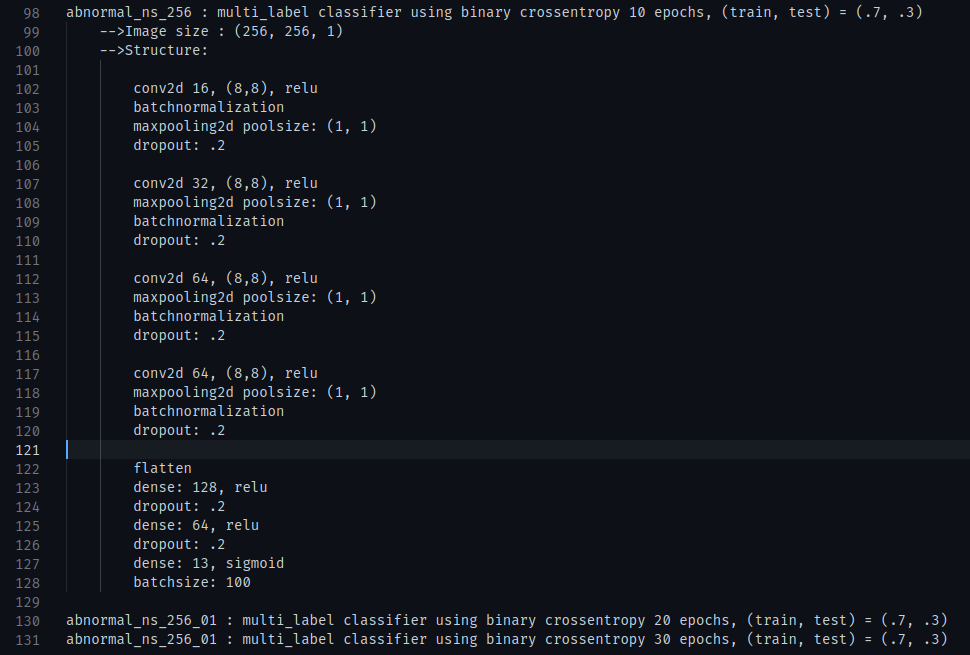 98 abnormal_ns_256 : multi_label classifier using binary crossentropy 10 epochs, (train, test) = (.7, .3)
99 -->Image size : (256, 256, 1)
100 -->Structure:
101
102 conv2d 16, (8,8), relu
103 batchnormalization
104 maxpooling2d poolsize: (1, 1)
105 dropout: .2
106
107 conv2d 32, (8,8), relu
108 maxpooling2d poolsize: (1, 1)
109 batchnormalization
110 dropout: .2
111
112 conv2d 64, (8,8), relu
113 maxpooling2d poolsize: (1, 1)
114 batchnormalization
115 dropout: .2
116
117 conv2d 64, (8,8), relu
118 maxpooling2d poolsize: (1, 1)
119 batchnormalization
120 dropout: .2
121
122 flatten
123 dense: 128, relu
124 dropout: .2
125 dense: 64, relu
126 dropout: .2
127 dense: 13, sigmoid
128 batchsize: 100
129
130 abnormal_ns_256_01 : multi_label classifier using binary crossentropy 20 epochs, (train, test) = (.7, .3)
131 abnormal_ns_256_01 : multi_label classifier using binary crossentropy 30 epochs, (train, test) = (.7, .3)